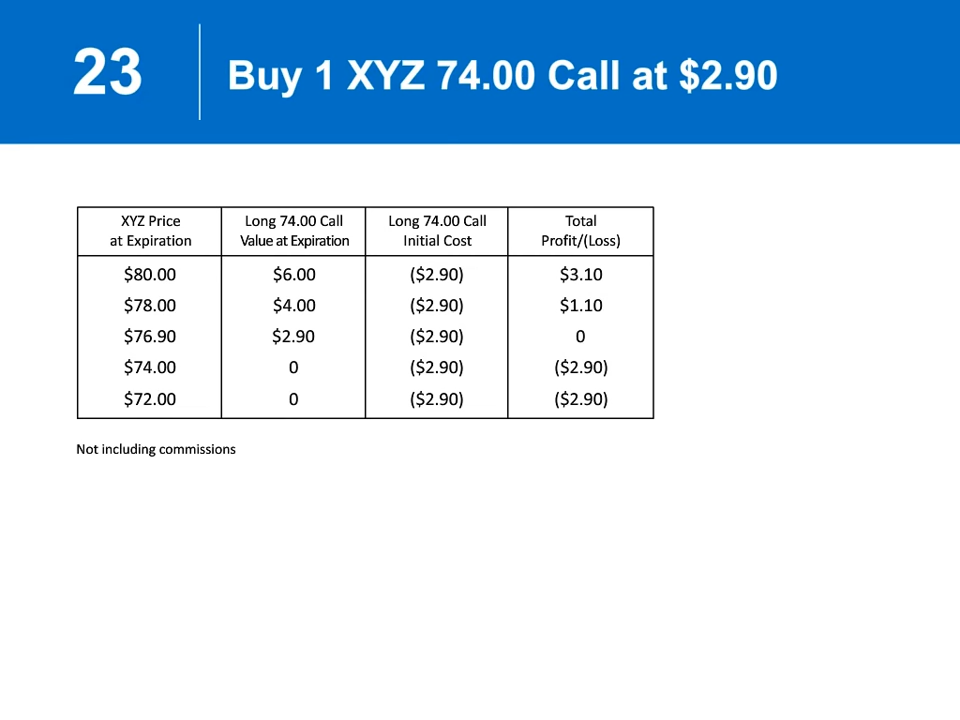 23
Buy 1 XYZ 74.00 Call at $2.90
XYZ Price at Expiration | Long 74.00 Call Value at Expiration | Long 74.00 Call Initial Cost | Total Profit/(Loss)
$80.00 | $6.00 | ($2.90) | $3.10
$78.00 | $4.00 | ($2.90) | $1.10
$76.90 | $2.90 | ($2.90) | 0
$74.00 | 0 | ($2.90) | ($2.90)
$72.00 | 0 | ($2.90) | ($2.90)
Not including commissions